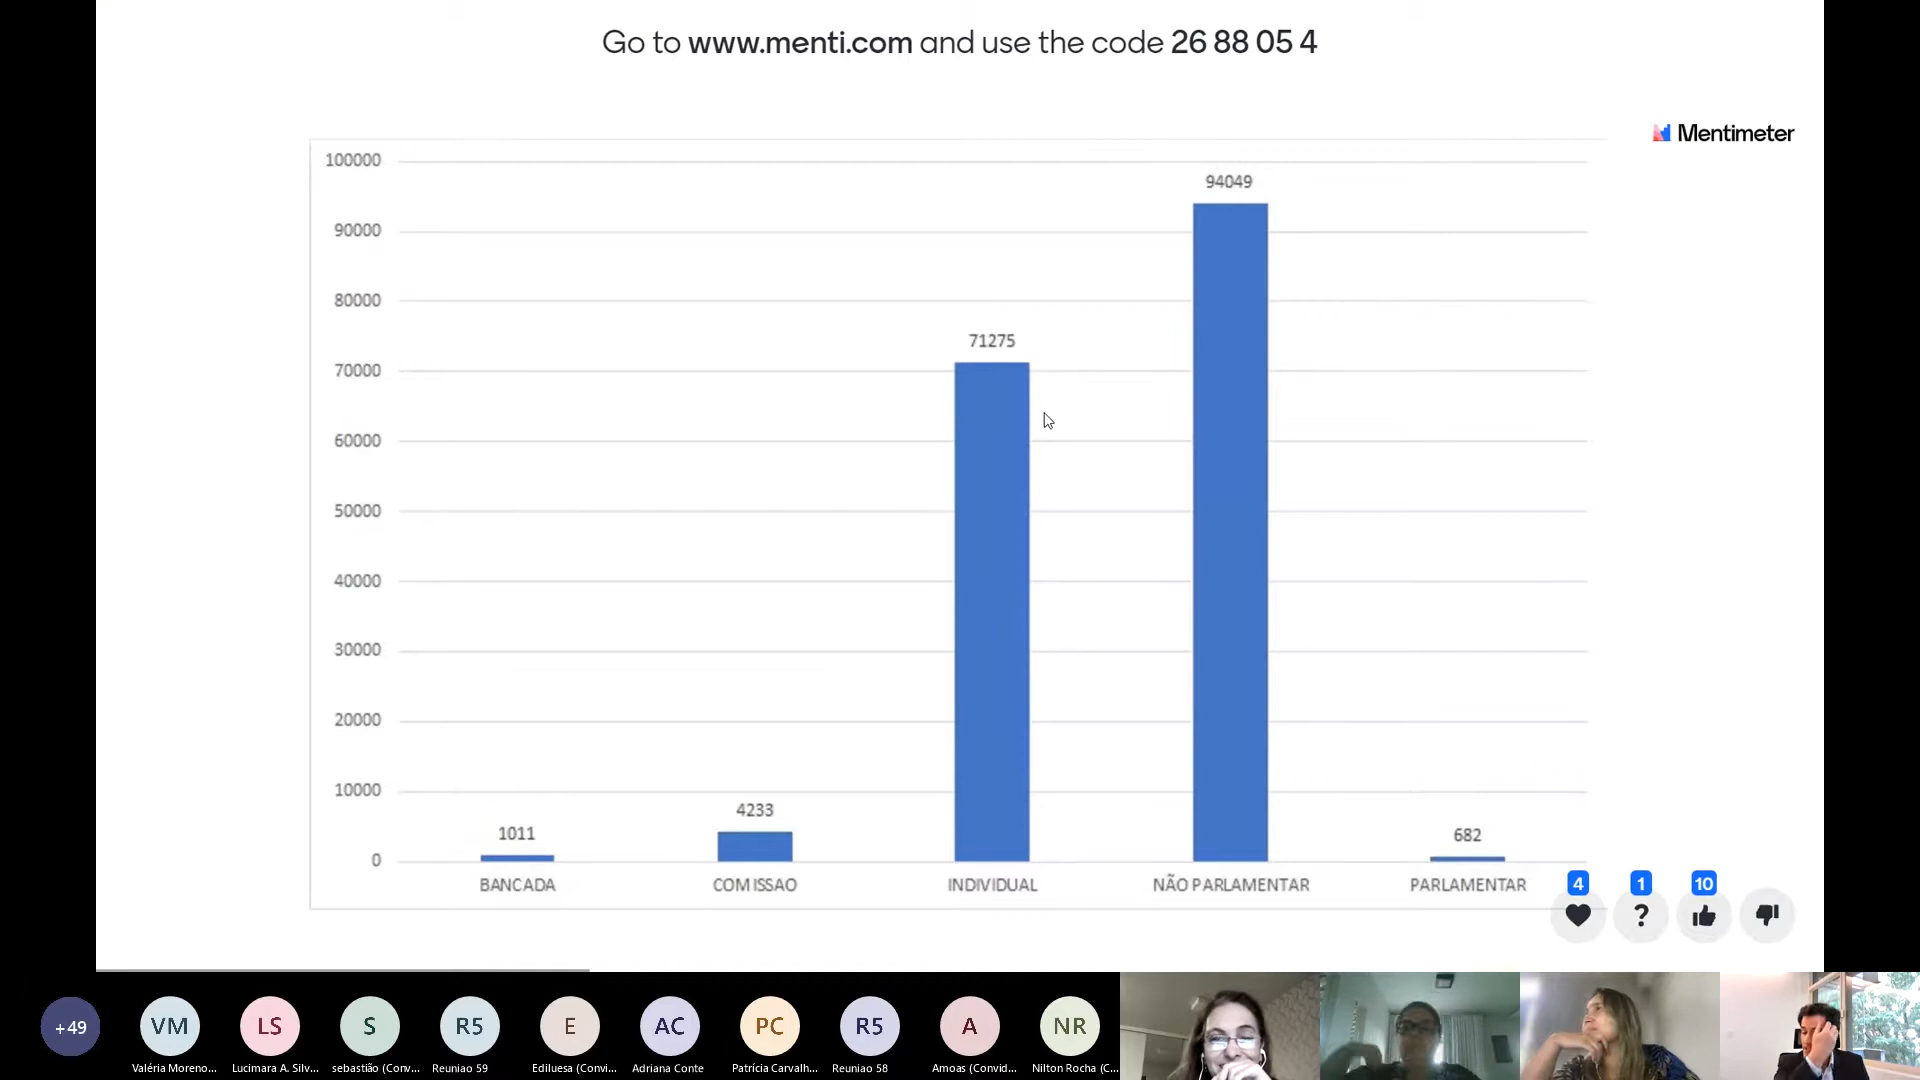 Go to www.menti.com and use the code 26 88 05 4
Mentimeter
100000
90000
80000
70000
60000
50000
40000
30000
20000
10000
0
1011
4233
71275
94049
682
BANCADA
COMISSAO
INDIVIDUAL
NÃO PARLAMENTAR
PARLAMENTAR
4
1
10
?
+49
VM
LS
S
R5
E
AC
PC
R5
A
NR
Valéria Moreno...
Lucimara A. Silv...
sebastião (Conv...
Reuniao 59
Ediluesa (Convi...
Adriana Conte
Patrícia Carvalh...
Reuniao 58
Amoas (Convid...
Nilton Rocha (C...